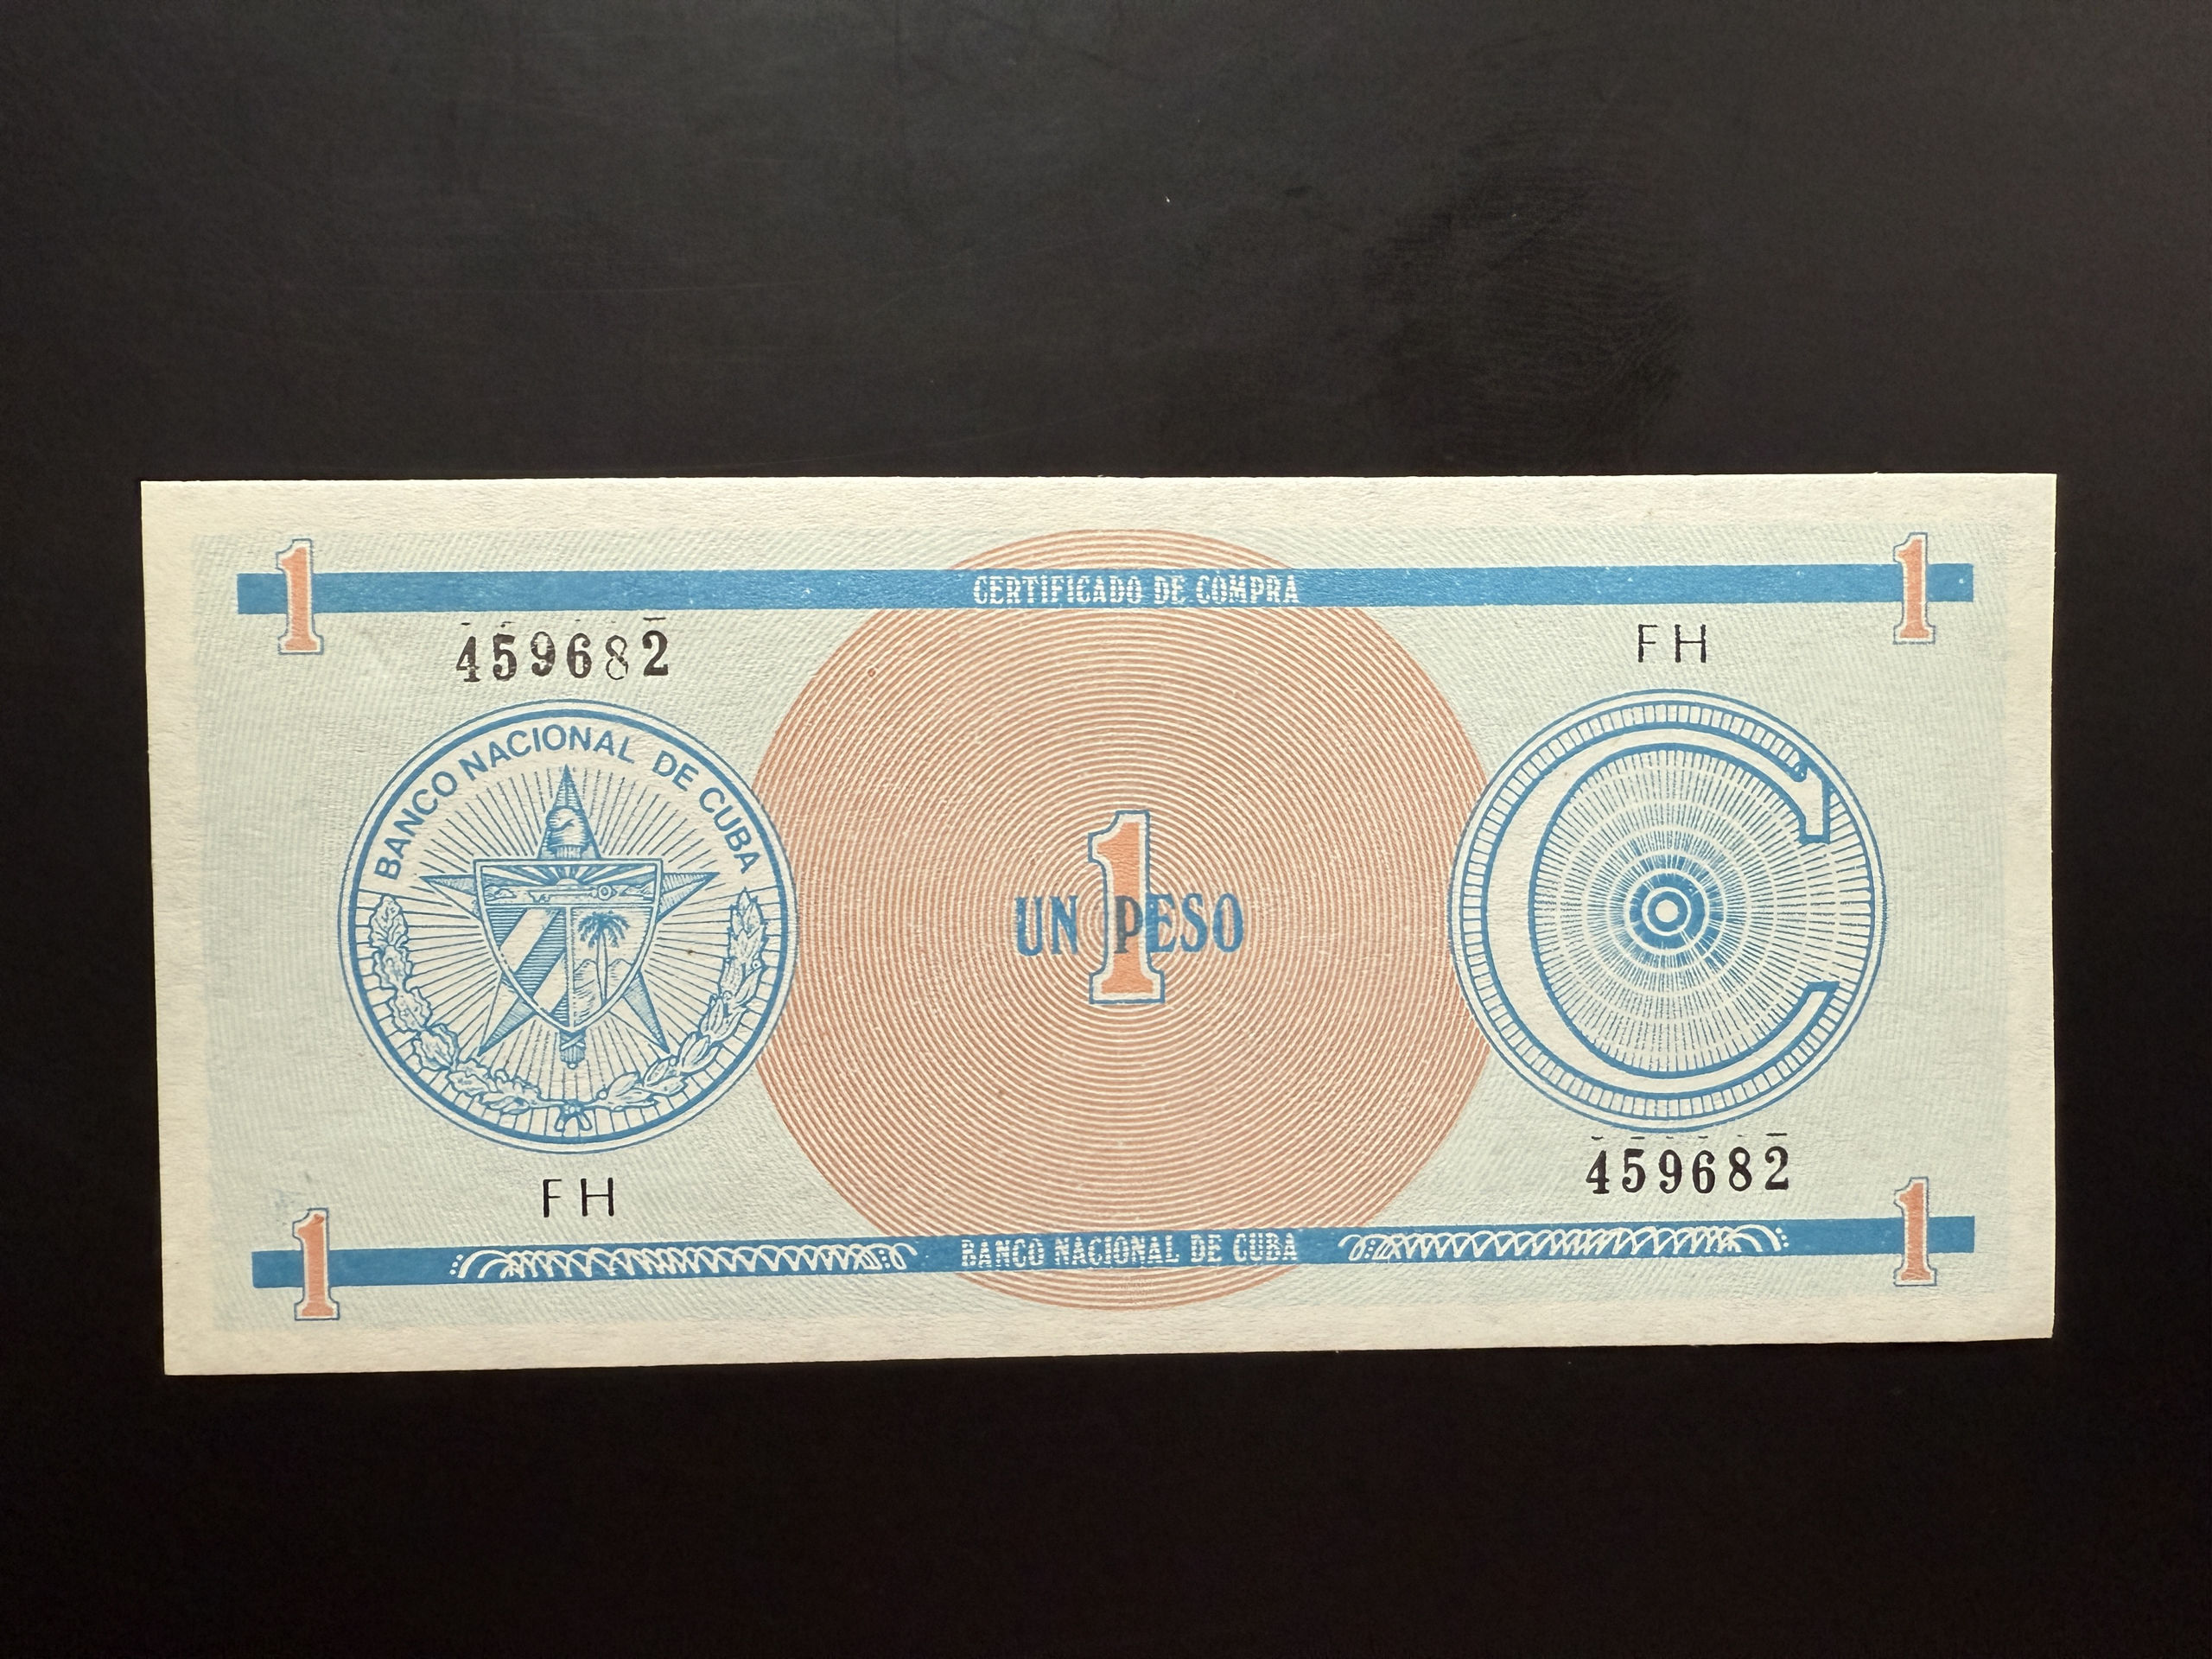 1
CERTIFICADO DE COMPRA
1
459682
FH
BANCO NACIONAL DE CUBA
1
UN PESO
C
FH
459682
1
BANCO NACIONAL DE CUBA
1